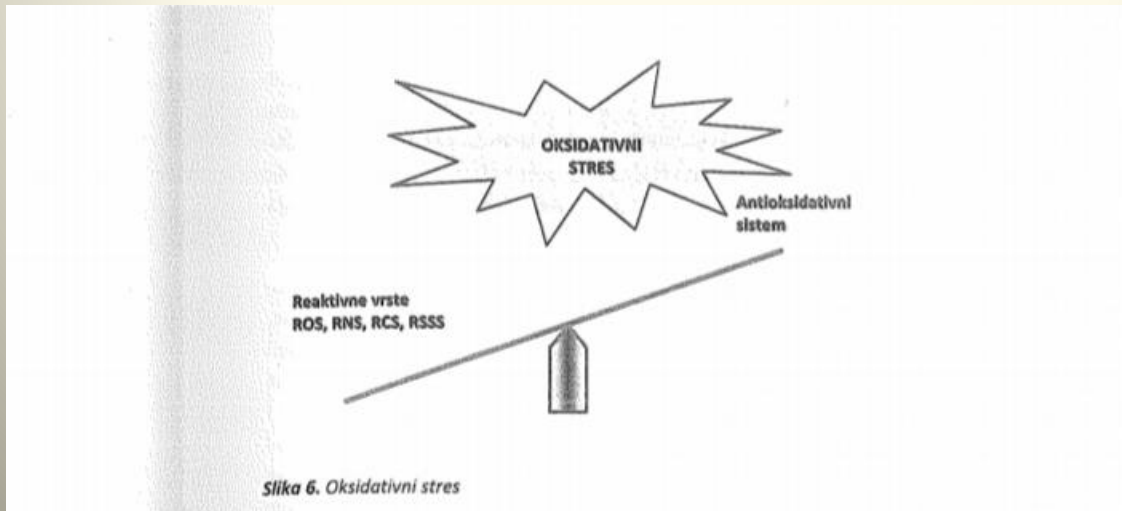 OKSIDATIVNI
STRES
Antioksidativni
sistem
Reaktivne vrste
ROS, RNS, RCS, RSSS
Slika 6. Oksidativni stres